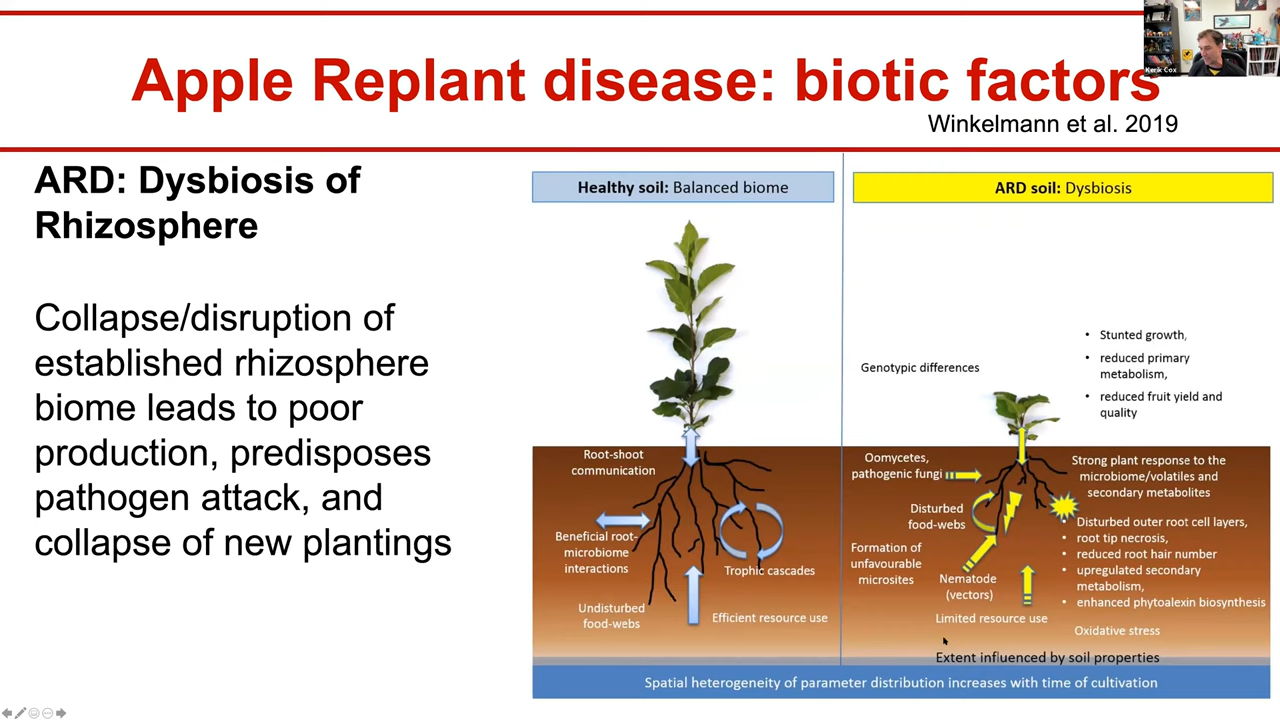 Apple Replant disease: biotic factors
Kerik Cox
Winkelmann et al. 2019
ARD: Dysbiosis of
Rhizosphere
Collapse/disruption of
established rhizosphere
biome leads to poor
production, predisposes
pathogen attack, and
collapse of new plantings
Healthy soil: Balanced biome
Root-shoot
communication
Beneficial root-
microbiome
interactions
Trophic cascades
Undisturbed
food-webs
Efficient resource use
ARD soil: Dysbiosis
Genotypic differences
• Stunted growth,
• reduced primary
metabolism,
• reduced fruit yield and
quality
Oomycetes,
pathogenic fungi
Strong plant response to the
microbiome/volatiles and
secondary metabolites
Disturbed
food-webs
• Disturbed outer root cell layers,
• root tip necrosis,
• reduced root hair number
• upregulated secondary
metabolism,
• enhanced phytoalexin biosynthesis
Formation of
unfavourable
microsites
Nematode
(vectors)
Limited resource use
Oxidative stress
Extent influenced by soil properties
Spatial heterogeneity of parameter distribution increases with time of cultivation